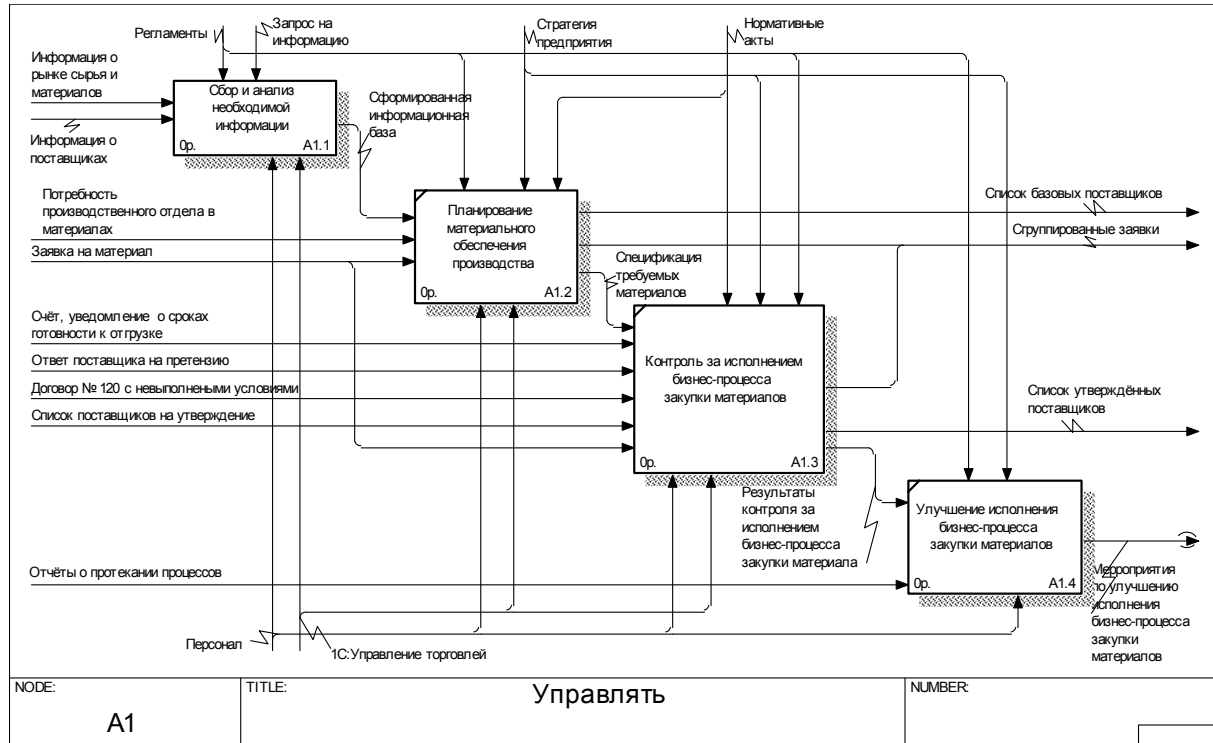 Регламенты
Запрос на
информацию
Стратегия
предприятия
Нормативные
акты
Информация о
рынке сырья и
материалов
Информация о
поставщиках
Сбор и анализ
необходимой
информации
0р.
A1.1
Сформированная
информационная
база
Потребность
производственного отдела в
материалах
Заявка на материал
Планирование
материального
обеспечения
производства
0р.
A1.2
Список базовых поставщиков
Сгруппированные заявки
Спецификация
требуемых
материалов
Счёт, уведомление о сроках
готовности к отгрузке
Ответ поставщика на претензию
Договор № 120 с невыполнеными условиями
Список поставщиков на утверждение
Контроль за исполнением
бизнес-процесса
закупки материалов
0р.
A1.3
Список утверждённых
поставщиков
Результаты
контроля за
исполнением
бизнес-процесса
закупки материала
Улучшение исполнения
бизнес-процесса
закупки материалов
0р.
A1.4
Мерроприятия
по улучшению
исполнения
бизнес-процесса
закупки
материалов
Отчёты о протекании процессов
Персонал
1С:Управление торговлей
NODE:
A1
TITLE:
Управлять
NUMBER: